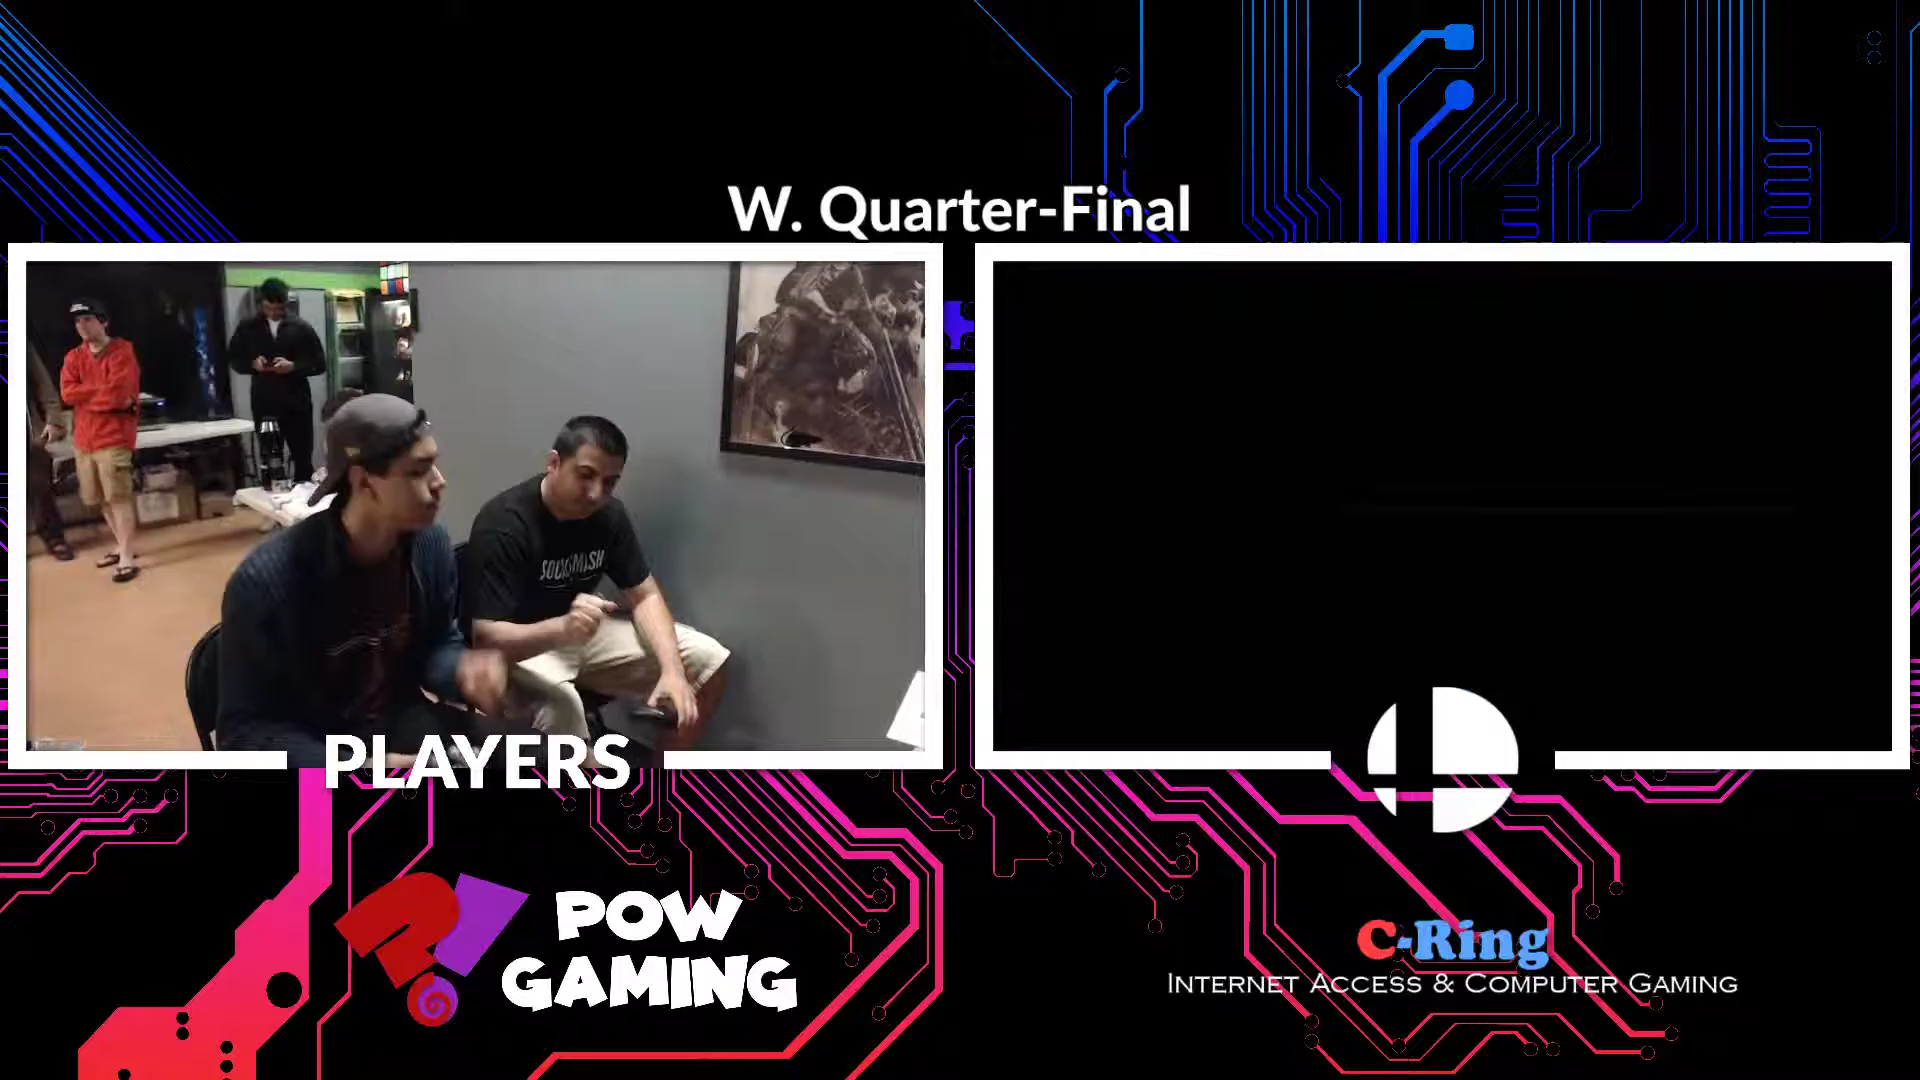 W. Quarter-Final
PLAYERS
POW
GAMING
C-Ring
INTERNET ACCESS & COMPUTER GAMING